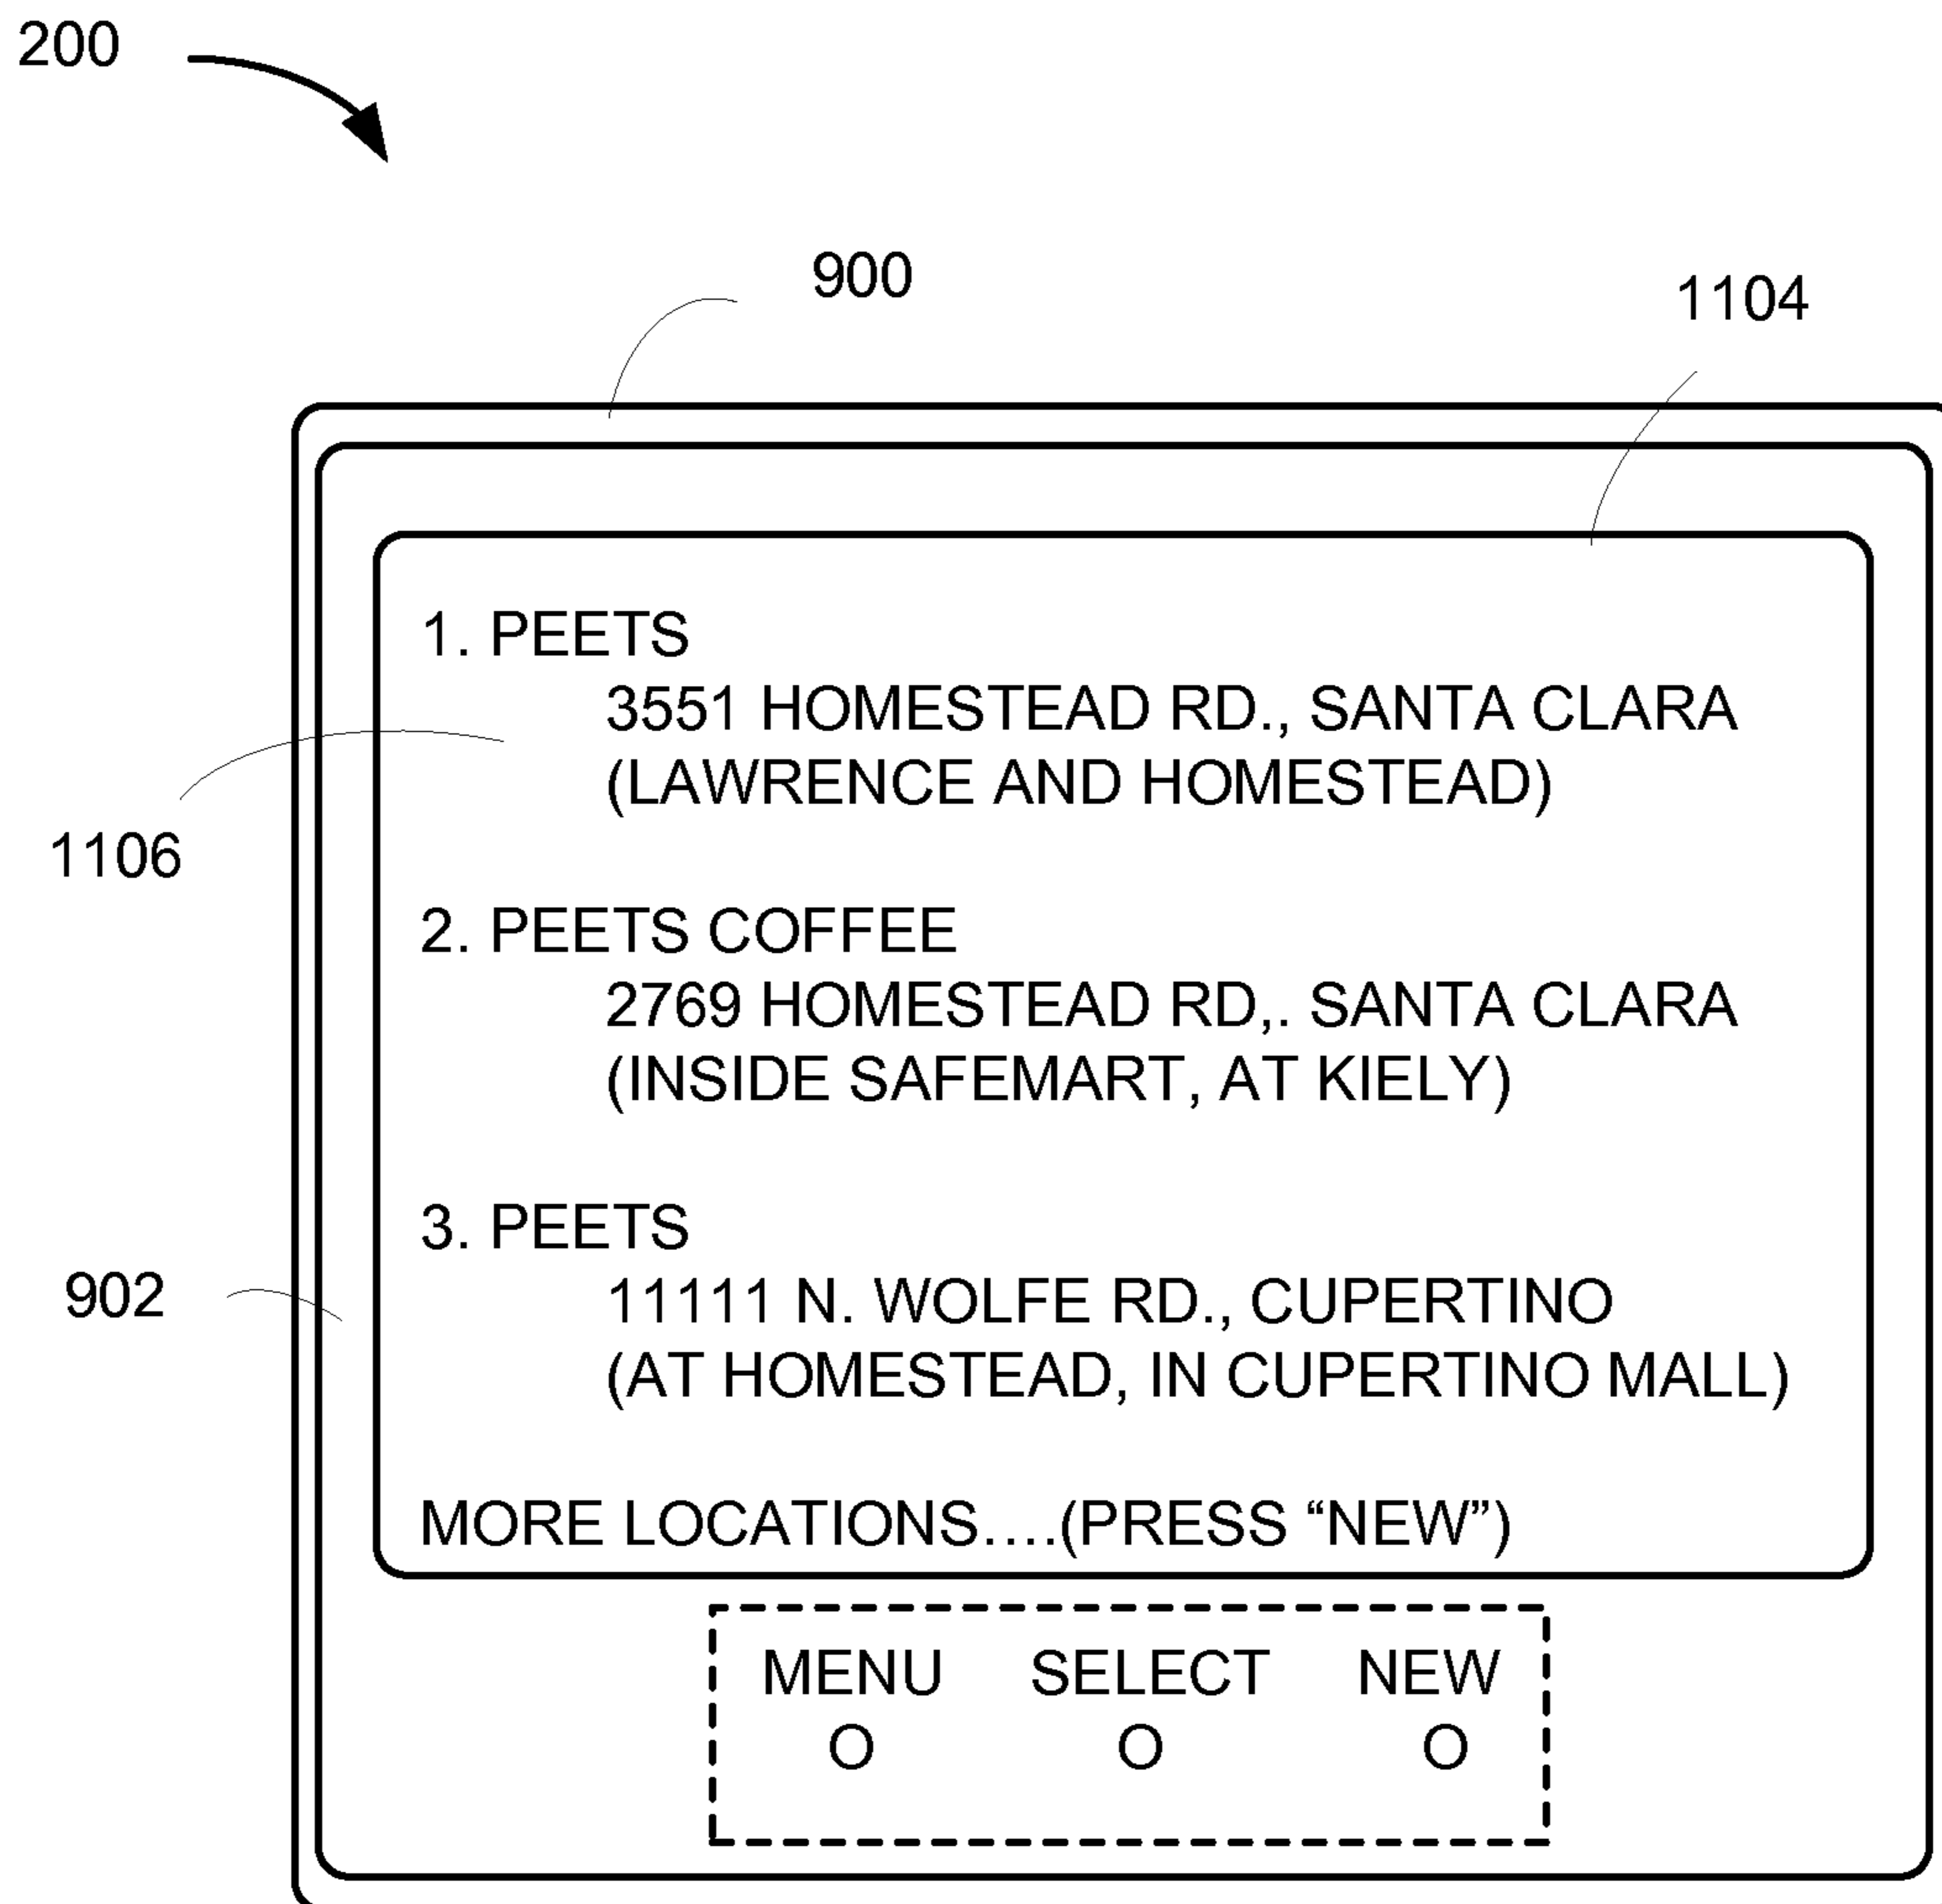 200
900
1104
1. PEETS
3551 HOMESTEAD RD., SANTA CLARA
(LAWRENCE AND HOMESTEAD)
1106
2. PEETS COFFEE
2769 HOMESTEAD RD,. SANTA CLARA
(INSIDE SAFEMART, AT KIELY)
3. PEETS
902
11111 N. WOLFE RD., CUPERTINO
(AT HOMESTEAD, IN CUPERTINO MALL)
MORE LOCATIONS....(PRESS “NEW”)
MENU SELECT NEW